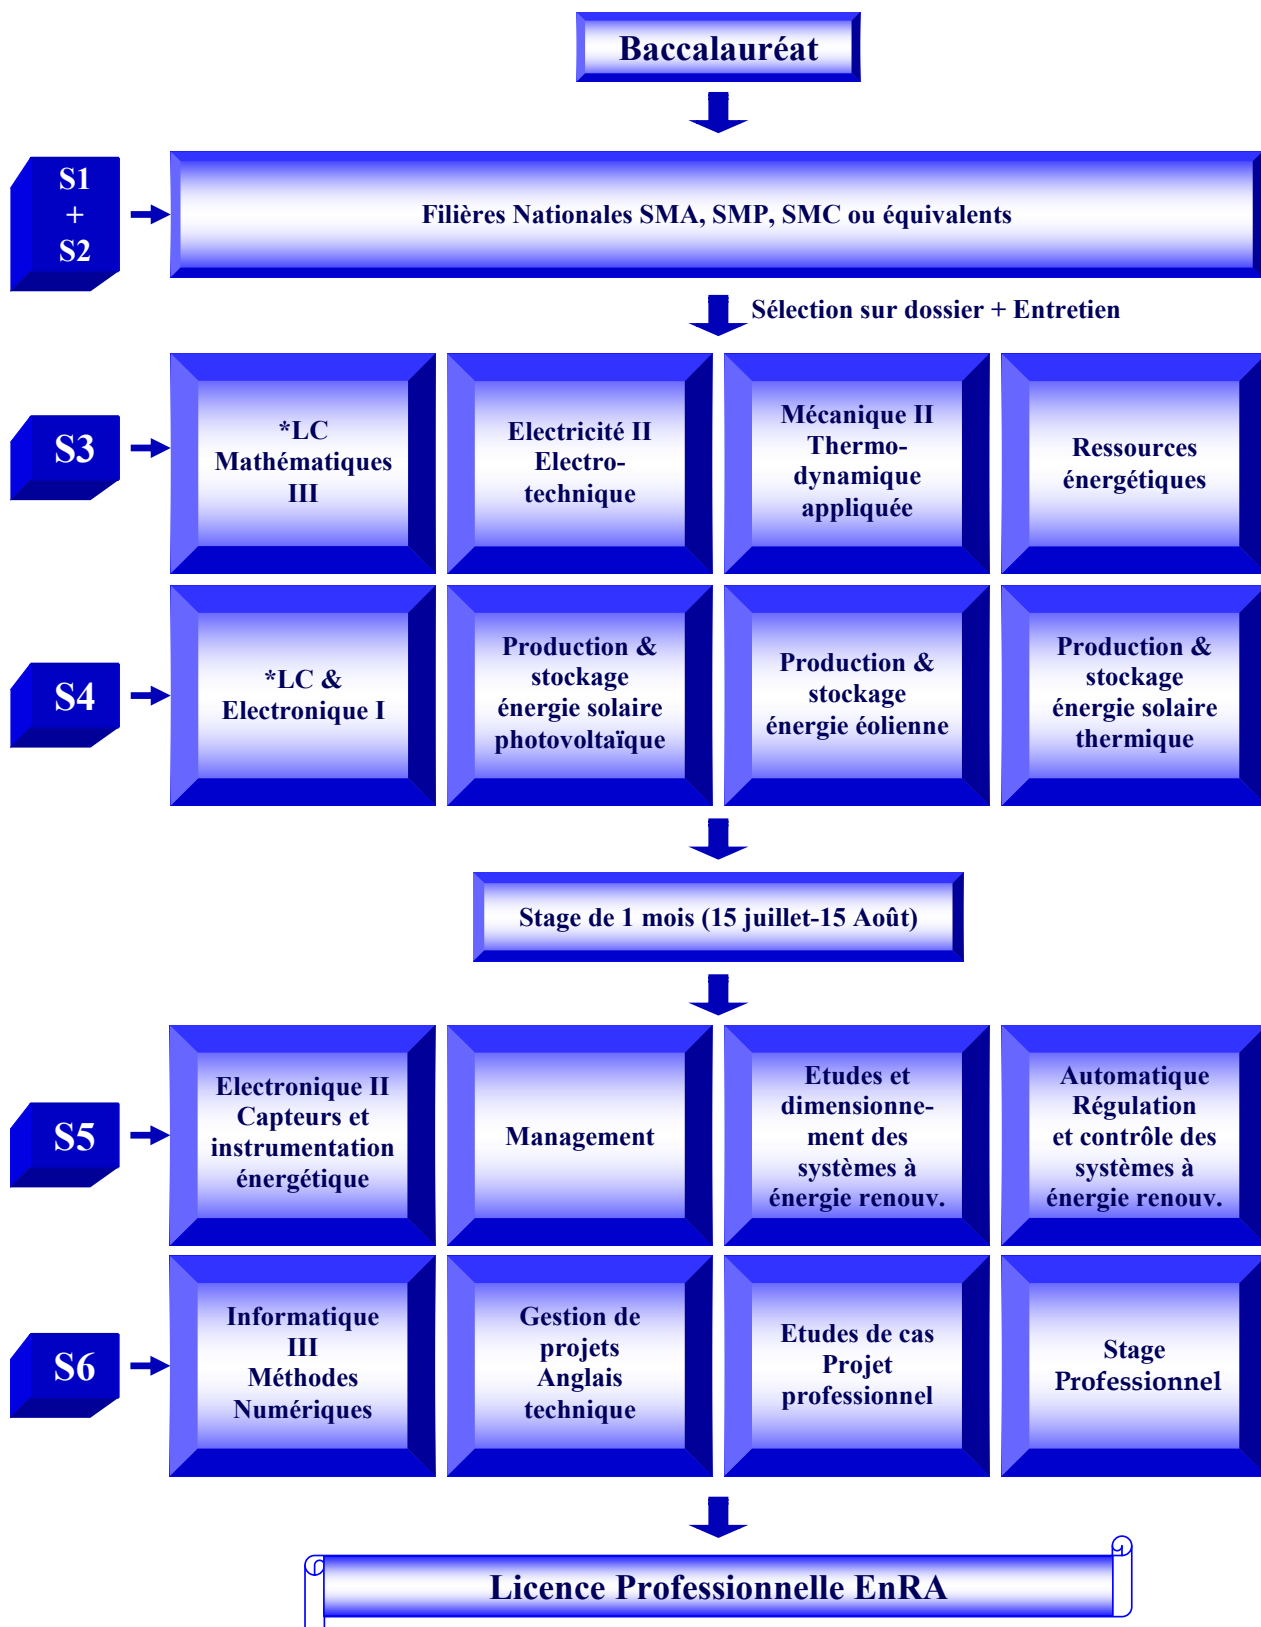 Baccalauréat
S1
+
S2
Filières Nationales SMA, SMP, SMC ou équivalents
Sélection sur dossier + Entretien
S3
*LC
Mathématiques
III
Electricité II
Electro-
technique
Mécanique II
Thermo-
dynamique
appliquée
Ressources
énergétiques
S4
*LC &
Electronique I
Production &
stockage
énergie solaire
photovoltaïque
Production &
stockage
énergie éolienne
Production &
stockage
énergie solaire
thermique
Stage de 1 mois (15 juillet-15 Août)
S5
Electronique II
Capteurs et
instrumentation
énergétique
Management
Etudes et
dimensionne-
ment des
systèmes à
énergie renouv.
Automatique
Régulation
et contrôle des
systèmes à
énergie renouv.
S6
Informatique
III
Méthodes
Numériques
Gestion de
projets
Anglais
technique
Etudes de cas
Projet
professionnel
Stage
Professionnel
Licence Professionnelle EnRA